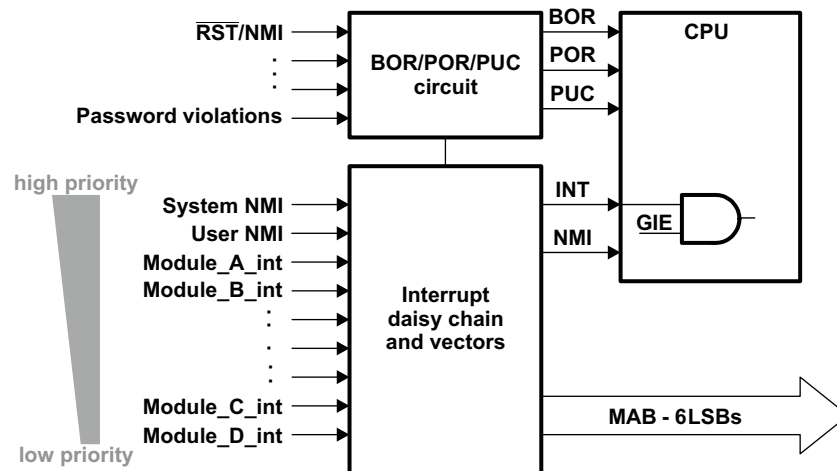 R̅S̅T̅/NMI
Password violations
BOR/POR/PUC
circuit
BOR
POR
PUC
CPU
high priority
low priority
System NMI
User NMI
Module_A_int
Module_B_int
Module_C_int
Module_D_int
Interrupt
daisy chain
and vectors
INT
NMI
GIE
MAB - 6LSBs